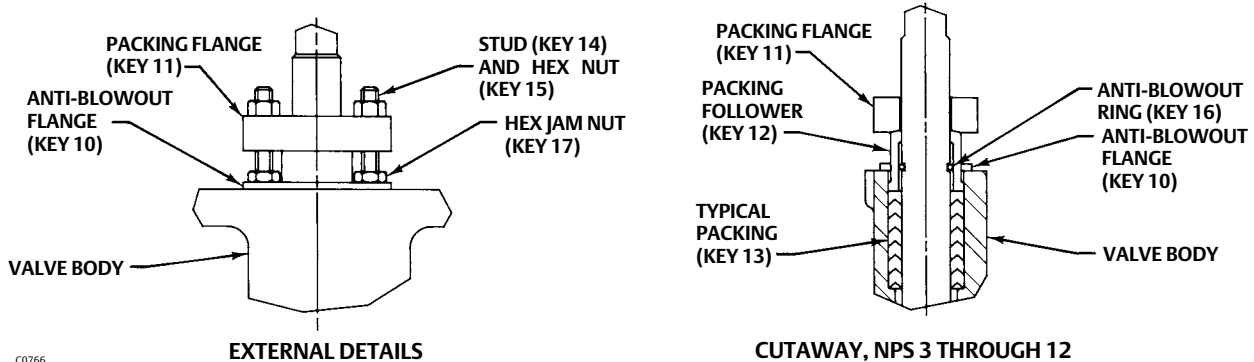 PACKING FLANGE
(KEY 11)
ANTI-BLOWOUT
FLANGE
(KEY 10)
VALVE BODY
STUD (KEY 14)
AND HEX NUT
(KEY 15)
HEX JAM NUT
(KEY 17)
C0766
EXTERNAL DETAILS
PACKING FLANGE
(KEY 11)
PACKING
FOLLOWER
(KEY 12)
TYPICAL
PACKING
(KEY 13)
ANTI-BLOWOUT
RING (KEY 16)
ANTI-BLOWOUT
FLANGE
(KEY 10)
VALVE BODY
CUTAWAY, NPS 3 THROUGH 12